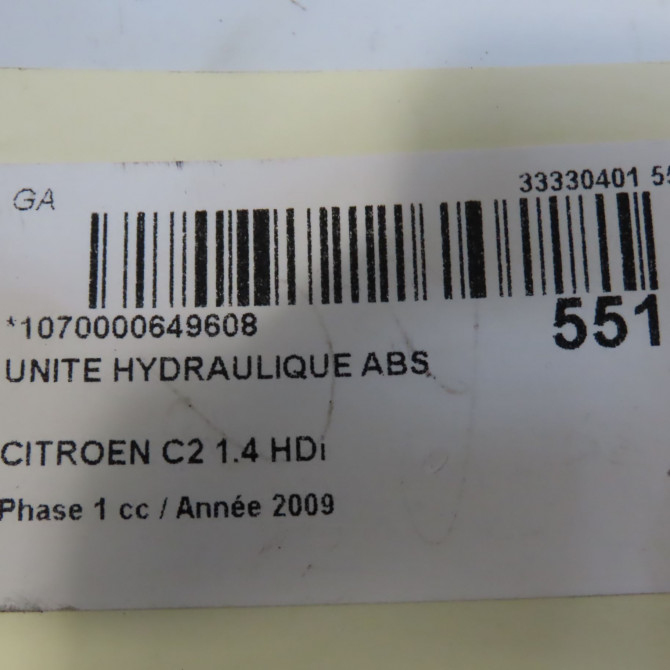 GA
33330401 55
*1070000649608
551
UNITE HYDRAULIQUE ABS
CITROEN C2 1.4 HDi
Phase 1 cc / Année 2009